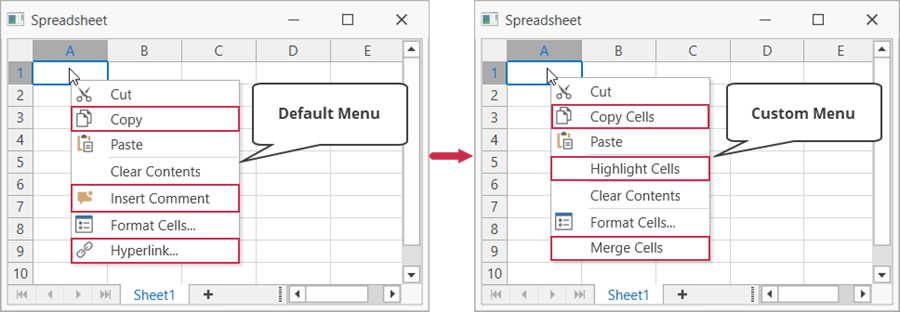 Spreadsheet
A B C D E
1
2
3
4
5
6
7
8
9
10
Cut
Copy
Paste
Clear Contents
Insert Comment
Format Cells...
Hyperlink...
Default Menu
Sheet1
Spreadsheet
A B C D E
1
2
3
4
5
6
7
8
9
10
Cut
Copy Cells
Paste
Highlight Cells
Clear Contents
Format Cells...
Merge Cells
Custom Menu
Sheet1